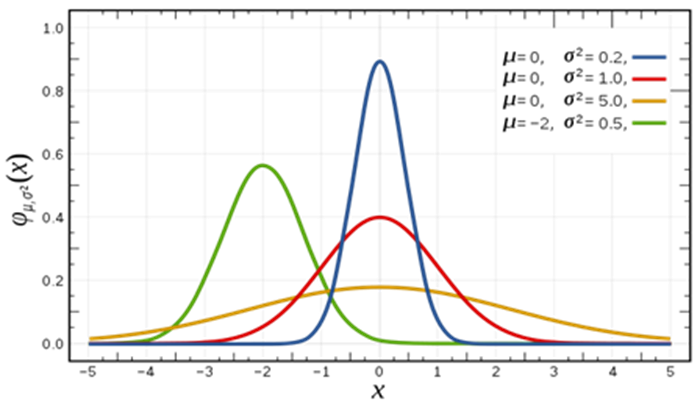 1.0
μ= 0,   σ²= 0.2,
μ= 0,   σ²= 1.0,
0.8
μ= 0,   σ²= 5.0,
μ= −2,   σ²= 0.5,
0.6
φμ,σ²(x)
0.4
0.2
0.0
−5 −4 −3 −2 −1 0 1 2 3 4 5
x